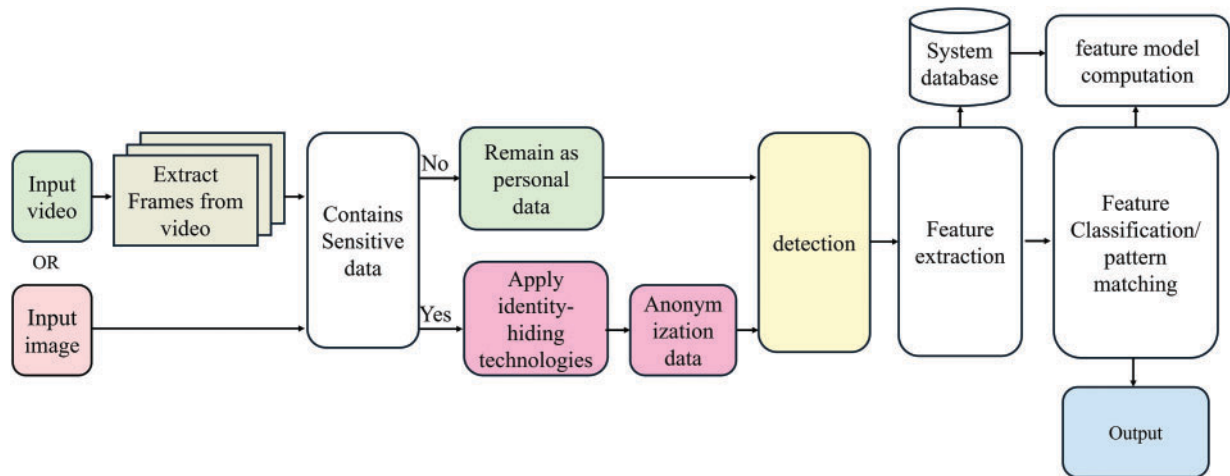 Input
video
OR
Input
image
Extract
Frames from
video
Contains
Sensitive
data
No
Yes
Remain as
personal
data
Apply
identity-
hiding
technologies
Anonym
ization
data
detection
Feature
extraction
System
database
feature model
computation
Feature
Classification/
pattern
matching
Output